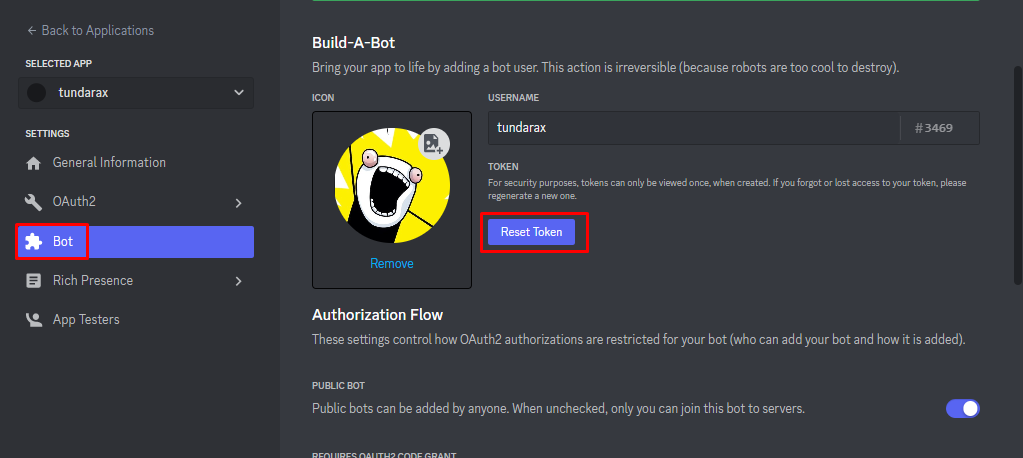 ← Back to Applications
SELECTED APP
tundarax
SETTINGS
General Information
OAuth2
Bot
Rich Presence
App Testers
Build-A-Bot
Bring your app to life by adding a bot user. This action is irreversible (because robots are too cool to destroy).
ICON
Remove
USERNAME
tundarax
#3469
TOKEN
For security purposes, tokens can only be viewed once, when created. If you forgot or lost access to your token, please
regenerate a new one.
Reset Token
Authorization Flow
These settings control how OAuth2 authorizations are restricted for your bot (who can add your bot and how it is added).
PUBLIC BOT
Public bots can be added by anyone. When unchecked, only you can join this bot to servers.
REQUIRES OAUTH2 CODE GRANT